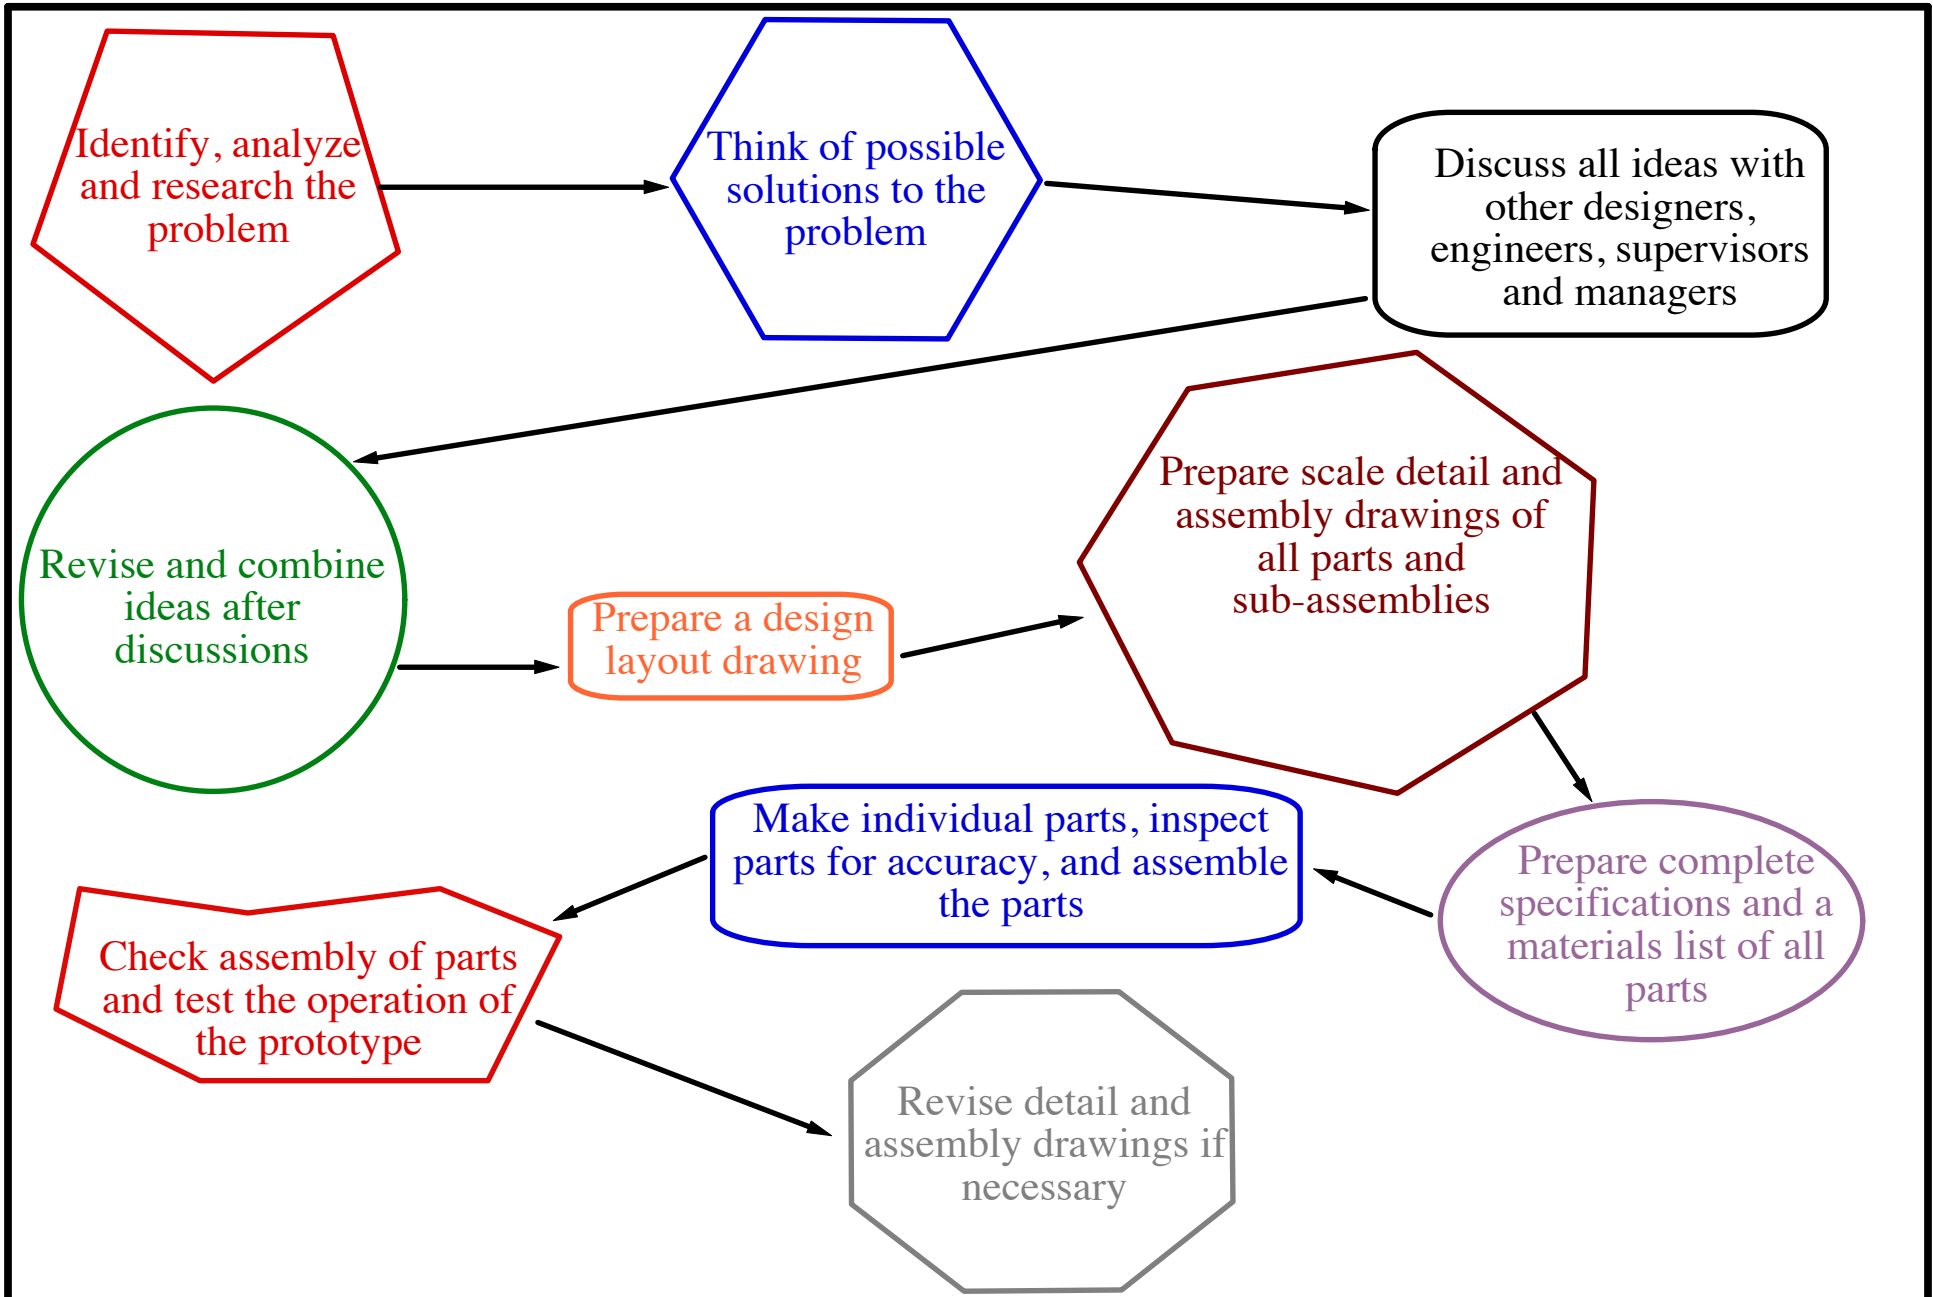 Identify, analyze
and research the
problem
Think of possible
solutions to the
problem
Discuss all ideas with
other designers,
engineers, supervisors
and managers
Revise and combine
ideas after
discussions
Prepare a design
layout drawing
Prepare scale detail and
assembly drawings of
all parts and
sub-assemblies
Prepare complete
specifications and a
materials list of all
parts
Make individual parts, inspect
parts for accuracy, and assemble
the parts
Check assembly of parts
and test the operation of
the prototype
Revise detail and
assembly drawings if
necessary